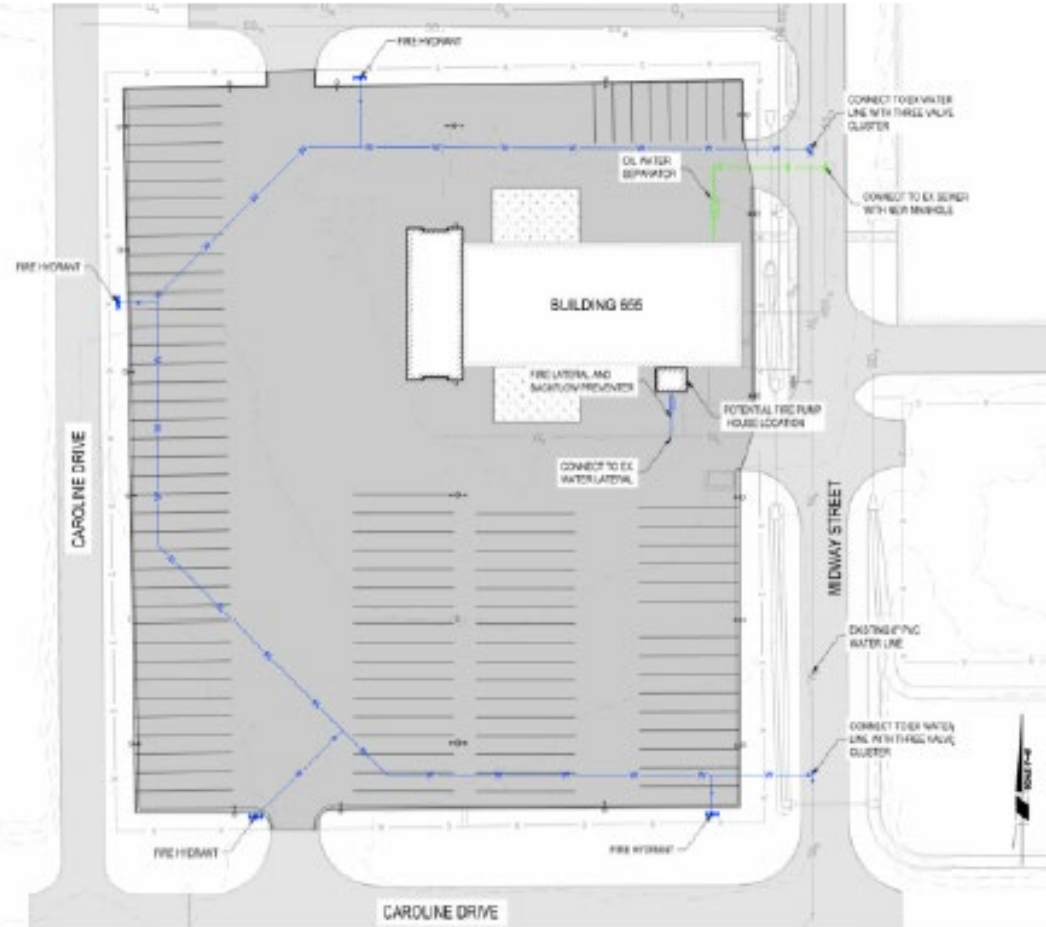 FIRE HYDRANT
CONNECT TO EX WATER
LINE WITH THREE VALVE
CLUSTER
OIL WATER
SEPARATOR
CONNECT TO EX SEWER
WITH NEW MANHOLE
FIRE HYDRANT
BUILDING 655
FIRE LATERAL AND
BACKFLOW PREVENTER
POTENTIAL FIRE PUMP
HOUSE LOCATION
CONNECT TO EX
WATER LATERAL
CAROLINE DRIVE
MIDWAY STREET
PVC
WATER LINE
CONNECT TO EX WATER
LINE WITH THREE VALVE
CLUSTER
FIRE HYDRANT
FIRE HYDRANT
CAROLINE DRIVE